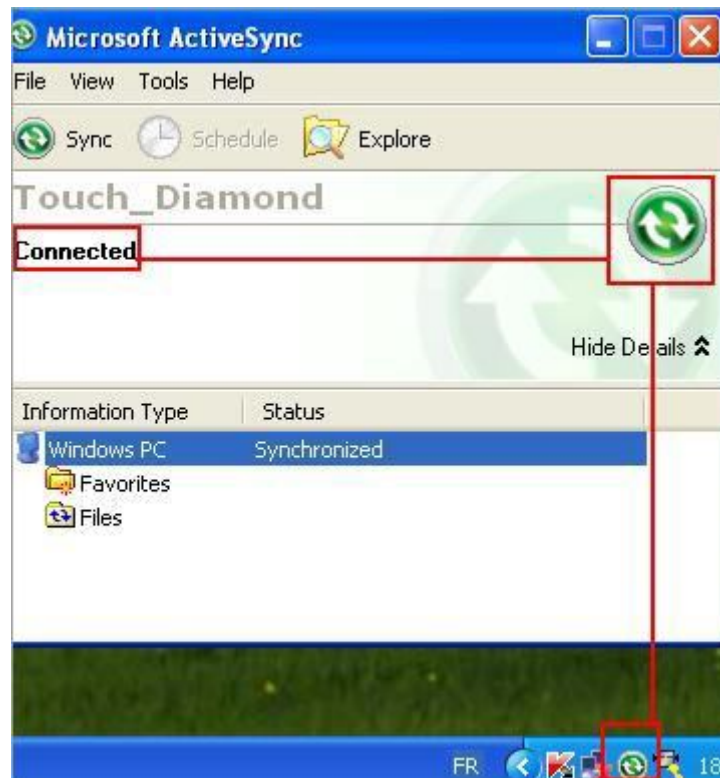 Microsoft ActiveSync
File View Tools Help
Sync Schedule Explore
Touch_Diamond
Connected
Hide Details
Information Type Status
Windows PC Synchronized
Favorites
Files
FR 18